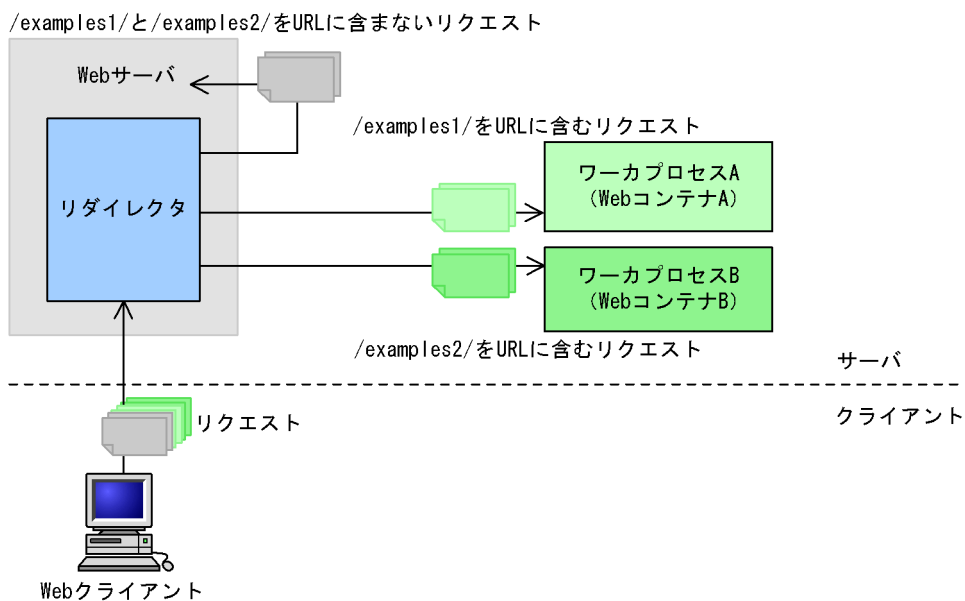 /examples1/と/examples2/をURLに含まないリクエスト
Webサーバ
/examples1/をURLに含むリクエスト
リダイレクタ
ワーカプロセスA
（WebコンテナA）
ワーカプロセスB
（WebコンテナB）
/examples2/をURLに含むリクエスト
サーバ
クライアント
リクエスト
Webクライアント